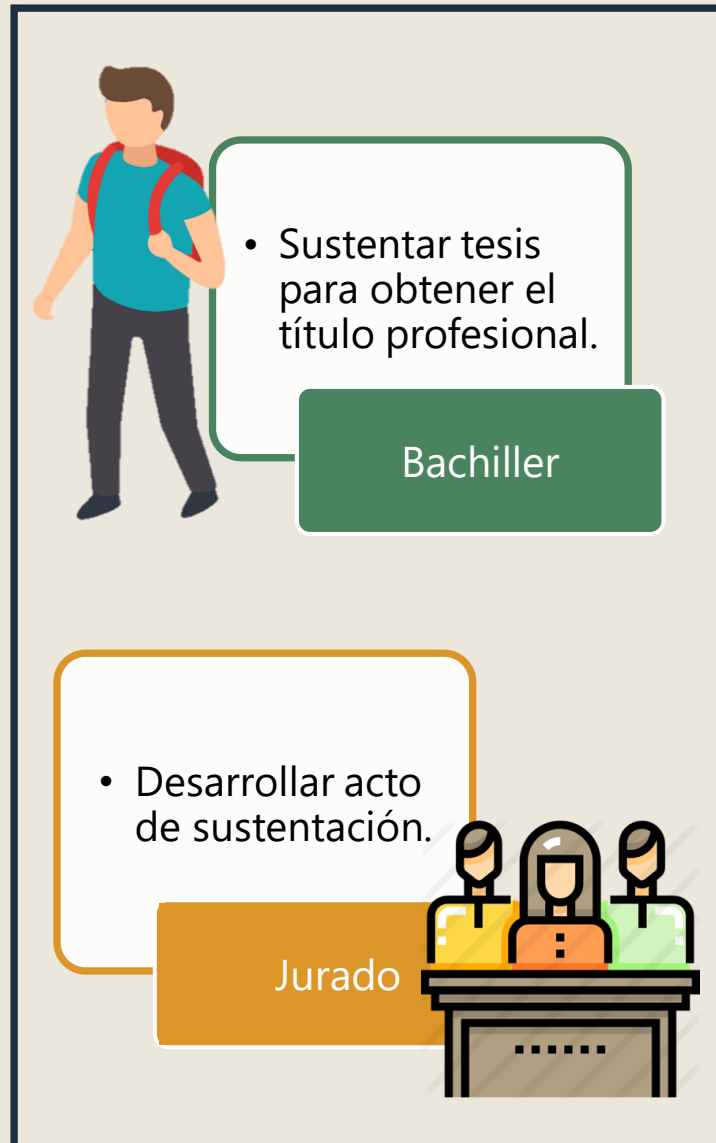 • Sustentar tesis
para obtener el
título profesional.
Bachiller
• Desarrollar acto
de sustentación.
Jurado